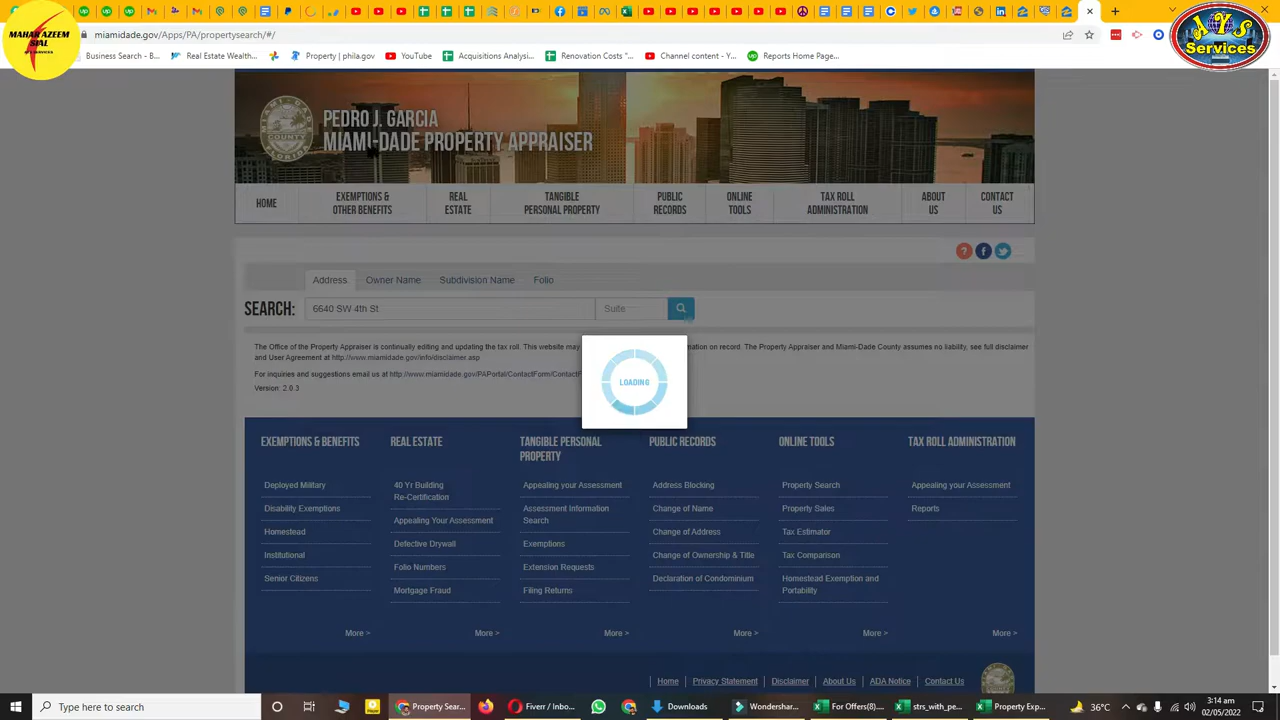 MAHAR AZEEM
SIAL
JYS
Services
miamidade.gov/Apps/PA/propertysearch/#/
Business Search - B...
Real Estate Wealth...
Property | phila.gov
YouTube
Acquisitions Analysi...
Renovation Costs "...
Channel content - Y...
Reports Home Page...
PEDRO J. GARCIA
MIAMI-DADE PROPERTY APPRAISER
HOME
EXEMPTIONS &
OTHER BENEFITS
REAL
ESTATE
TANGIBLE
PERSONAL PROPERTY
PUBLIC
RECORDS
ONLINE
TOOLS
TAX ROLL
ADMINISTRATION
ABOUT
US
CONTACT
US
Address
Owner Name
Subdivision Name
Folio
SEARCH:
6640 SW 4th St
Suite
The Office of the Property Appraiser is continually editing and updating the tax roll. This website may
on record. The Property Appraiser and Miami-Dade County assumes no liability, see full disclaimer
and User Agreement at http://www.miamidade.gov/info/disclaimer.asp
For inquiries and suggestions email us at http://www.miamidade.gov/PAPortal/ContactForm/ContactF
Version: 2.0.3
LOADING
EXEMPTIONS & BENEFITS
Deployed Military
Disability Exemptions
Homestead
Institutional
Senior Citizens
More >
REAL ESTATE
40 Yr Building
Re-Certification
Appealing Your Assessment
Defective Drywall
Folio Numbers
Mortgage Fraud
More >
TANGIBLE PERSONAL
PROPERTY
Appealing your Assessment
Assessment Information
Search
Exemptions
Extension Requests
Filing Returns
More >
PUBLIC RECORDS
Address Blocking
Change of Name
Change of Address
Change of Ownership & Title
Declaration of Condominium
More >
ONLINE TOOLS
Property Search
Property Sales
Tax Estimator
Tax Comparison
Homestead Exemption and
Portability
More >
TAX ROLL ADMINISTRATION
Appealing your Assessment
Reports
More >
Home
Privacy Statement
Disclaimer
About Us
ADA Notice
Contact Us
Type here to search
Property Sear...
Fiverr / Inbo...
Downloads
Wondershar...
For Offers(8)...
strs_with_pe...
Property Exp...
36°C
3:14 am
02/05/2022